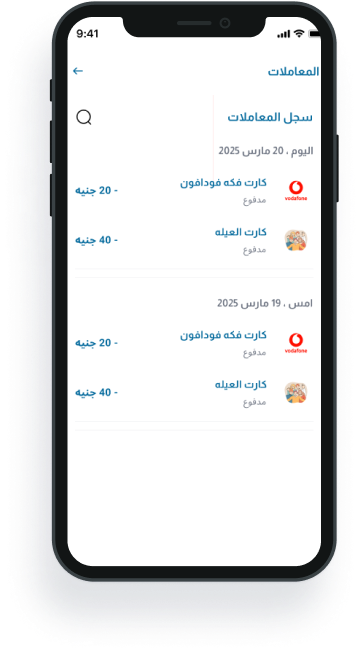 9:41
المعاملات
سجل المعاملات
اليوم ، 20 مارس 2025
كارت فكه فودافون
- 20 جنيه
مدفوع
vodafone
كارت العيله
- 40 جنيه
مدفوع
امس ، 19 مارس 2025
كارت فكه فودافون
- 20 جنيه
مدفوع
vodafone
كارت العيله
- 40 جنيه
مدفوع